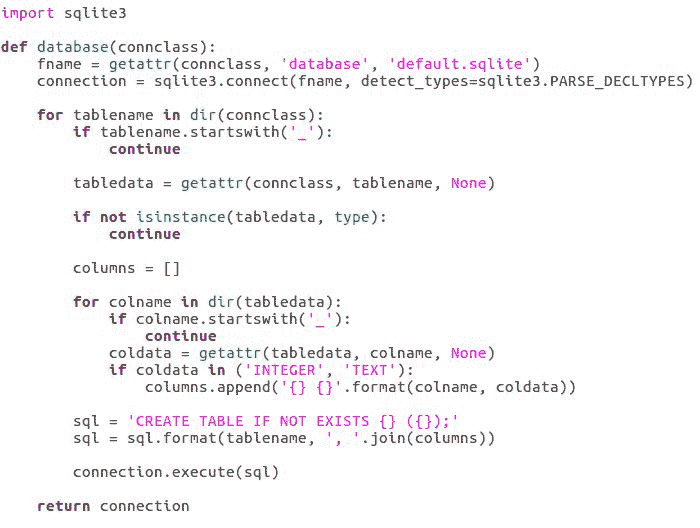 import sqlite3
def database(connclass):
    fname = getattr(connclass, 'database', 'default.sqlite')
    connection = sqlite3.connect(fname, detect_types=sqlite3.PARSE_DECLTYPES)
    for tablename in dir(connclass):
        if tablename.startswith('_'):
            continue
        tabledata = getattr(connclass, tablename, None)
        if not isinstance(tabledata, type):
            continue
        columns = []
        for colname in dir(tabledata):
            if colname.startswith('_'):
                continue
            coldata = getattr(tabledata, colname, None)
            if coldata in ('INTEGER', 'TEXT'):
                columns.append('{} {}'.format(colname, coldata))
        sql = 'CREATE TABLE IF NOT EXISTS {} ({});'
        sql = sql.format(tablename, ', '.join(columns))
        connection.execute(sql)
    return connection